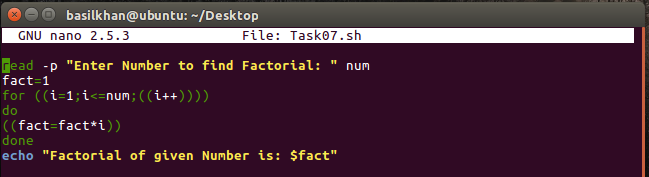 basilkhan@ubuntu: ~/Desktop
GNU nano 2.5.3 File: Task07.sh
read -p "Enter Number to find Factorial: " num
fact=1
for ((i=1;i<=num;((i++))))
do
((fact=fact*i))
done
echo "Factorial of given Number is: $fact"